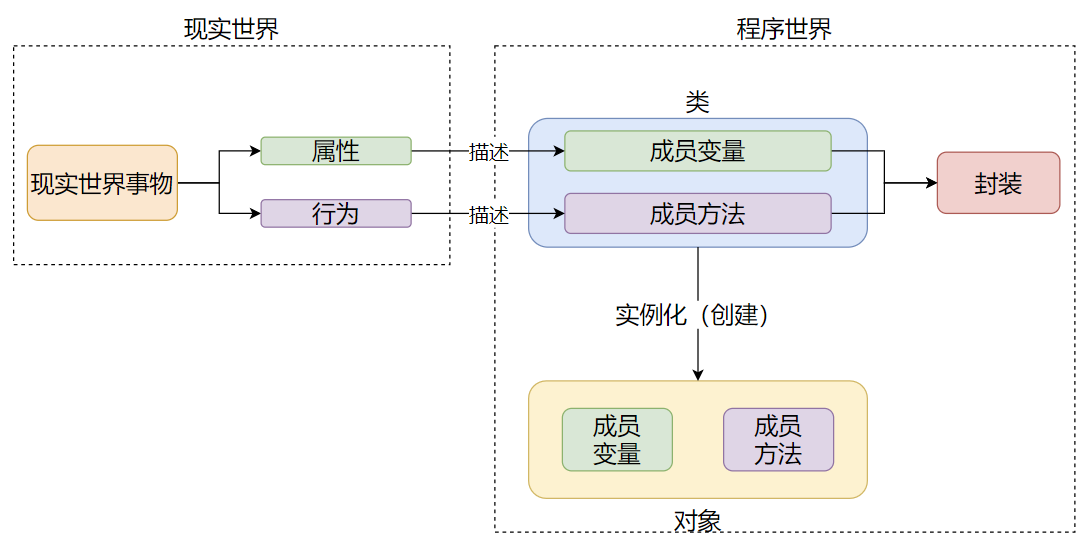 现实世界
程序世界
类
现实世界事物
属性
描述
成员变量
行为
描述
成员方法
封装
实例化（创建）
成员
变量
成员
方法
对象